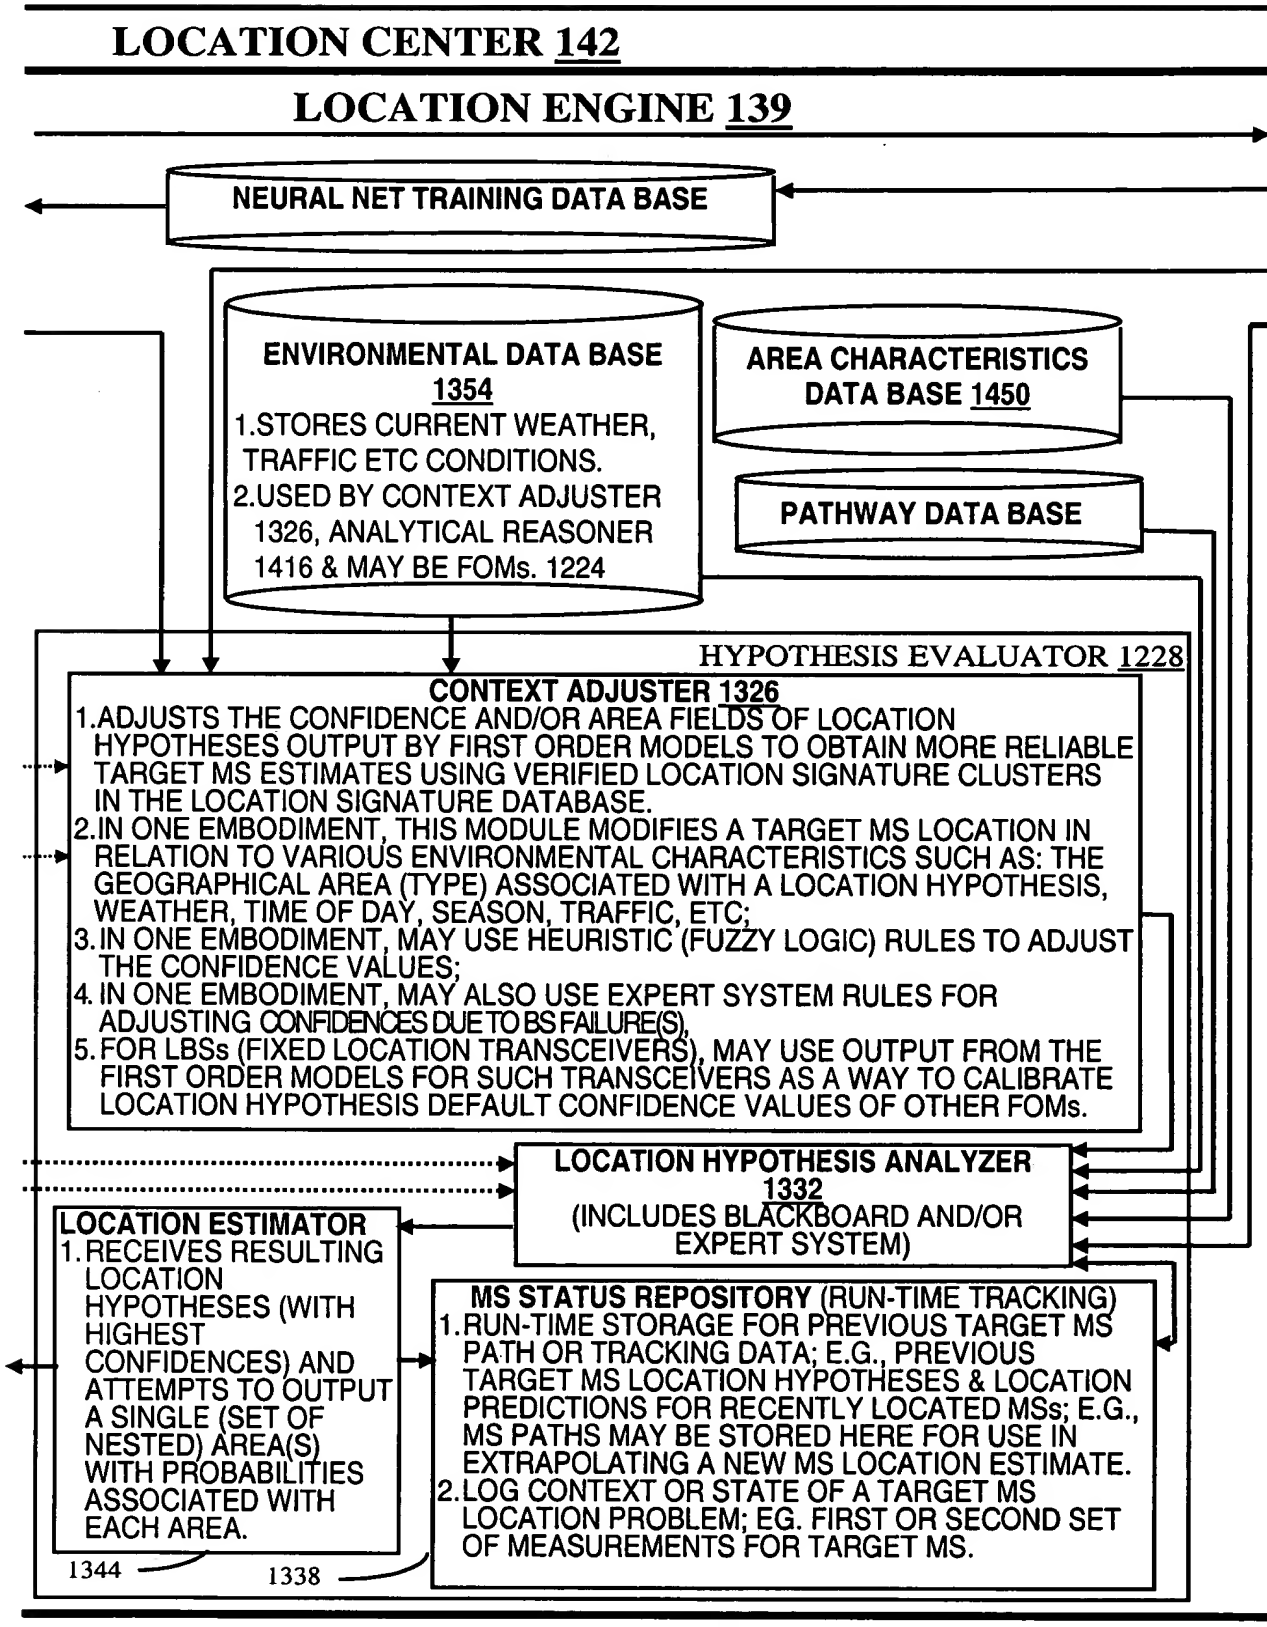 LOCATION CENTER 142
LOCATION ENGINE 139
NEURAL NET TRAINING DATA BASE
ENVIRONMENTAL DATA BASE
1354
1.STORES CURRENT WEATHER,
TRAFFIC ETC CONDITIONS.
2.USED BY CONTEXT ADJUSTER
1326, ANALYTICAL REASONER
1416 & MAY BE FOMs. 1224
AREA CHARACTERISTICS
DATA BASE 1450
PATHWAY DATA BASE
HYPOTHESIS EVALUATOR 1228
CONTEXT ADJUSTER 1326
1.ADJUSTS THE CONFIDENCE AND/OR AREA FIELDS OF LOCATION
HYPOTHESES OUTPUT BY FIRST ORDER MODELS TO OBTAIN MORE RELIABLE
TARGET MS ESTIMATES USING VERIFIED LOCATION SIGNATURE CLUSTERS
IN THE LOCATION SIGNATURE DATABASE.
2.IN ONE EMBODIMENT, THIS MODULE MODIFIES A TARGET MS LOCATION IN
RELATION TO VARIOUS ENVIRONMENTAL CHARACTERISTICS SUCH AS: THE
GEOGRAPHICAL AREA (TYPE) ASSOCIATED WITH A LOCATION HYPOTHESIS,
WEATHER, TIME OF DAY, SEASON, TRAFFIC, ETC;
3.IN ONE EMBODIMENT, MAY USE HEURISTIC (FUZZY LOGIC) RULES TO ADJUST
THE CONFIDENCE VALUES;
4. IN ONE EMBODIMENT, MAY ALSO USE EXPERT SYSTEM RULES FOR
ADJUSTING CONFIDENCES DUE TO BS FAILURE(S),
5. FOR LBSs (FIXED LOCATION TRANSCEIVERS), MAY USE OUTPUT FROM THE
FIRST ORDER MODELS FOR SUCH TRANSCEIVERS AS A WAY TO CALIBRATE
LOCATION HYPOTHESIS DEFAULT CONFIDENCE VALUES OF OTHER FOMs.
LOCATION HYPOTHESIS ANALYZER
1332
(INCLUDES BLACKBOARD AND/OR
EXPERT SYSTEM)
LOCATION ESTIMATOR
1. RECEIVES RESULTING
LOCATION
HYPOTHESES (WITH
HIGHEST
CONFIDENCES) AND
ATTEMPTS TO OUTPUT
A SINGLE (SET OF
NESTED) AREA(S)
WITH PROBABILITIES
ASSOCIATED WITH
EACH AREA.
1344
MS STATUS REPOSITORY (RUN-TIME TRACKING)
1.RUN-TIME STORAGE FOR PREVIOUS TARGET MS
PATH OR TRACKING DATA; E.G., PREVIOUS
TARGET MS LOCATION HYPOTHESES & LOCATION
PREDICTIONS FOR RECENTLY LOCATED MSs; E.G.,
MS PATHS MAY BE STORED HERE FOR USE IN
EXTRAPOLATING A NEW MS LOCATION ESTIMATE.
2.LOG CONTEXT OR STATE OF A TARGET MS
LOCATION PROBLEM; EG. FIRST OR SECOND SET
OF MEASUREMENTS FOR TARGET MS.
1338